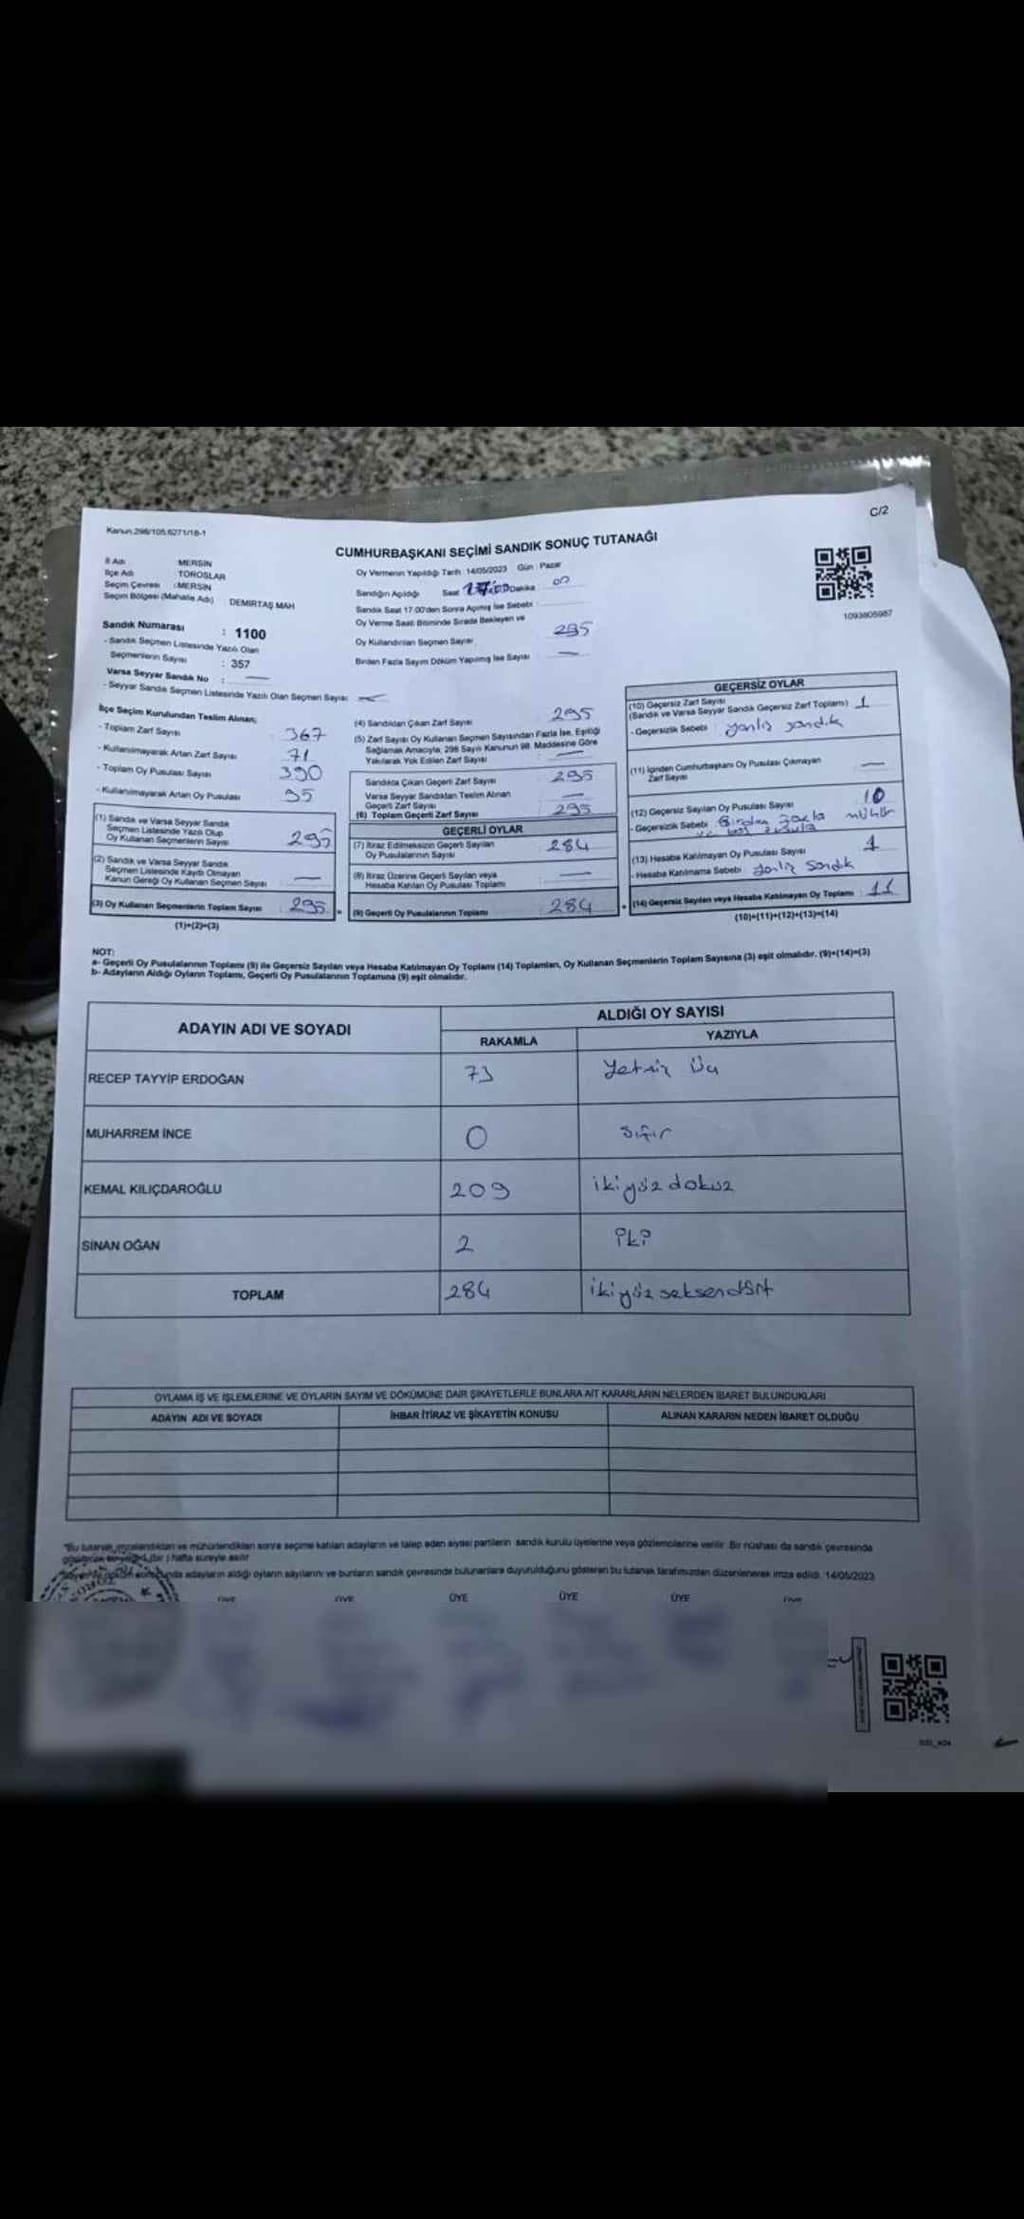 Kanun.298/105.6271/18-1
C/2
CUMHURBAŞKANI SEÇİMİ SANDIK SONUÇ TUTANAĞI
İl Adı : MERSİN
İlçe Adı : TOROSLAR
Seçim Çevresi : MERSİN
Seçim Bölgesi (Mahalle Adı) : DEMİRTAŞ MAH
Sandık Numarası : 1100
- Sandık Seçmen Listesinde Yazılı Olan
Seçmenlerin Sayısı : 357
Varsa Seyyar Sandık No : —
- Seyyar Sandık Seçmen Listesinde Yazılı Olan Seçmen Sayısı: —
Oy Vermenin Yapıldığı Tarih :14/05/2023 Gün : Pazar
Sandığın Açıldığı Saat Dakika :
Sandık Saat 17.00'den Sonra Açılmış İse Sebebi :
Oy Verme Saati Bitiminde Sırada Bekleyen ve
Oy Kullandırılan Seçmen Sayısı 295
Birden Fazla Sayım Döküm Yapılmış İse Sayısı —
1093805987
İlçe Seçim Kurulundan Teslim Alınan;
- Toplam Zarf Sayısı 367
- Kullanılmayarak Artan Zarf Sayısı 71
- Toplam Oy Pusulası Sayısı 390
- Kullanılmayarak Artan Oy Pusulası 95
(1) Sandık ve Varsa Seyyar Sandık
Seçmen Listesinde Yazılı Olup
Oy Kullanan Seçmenlerin Sayısı 295
(2) Sandık ve Varsa Seyyar Sandık
Seçmen Listesinde Kayıtlı Olmayan
Kanun Gereği Oy Kullanan Seçmen Sayısı —
(3) Oy Kullanan Seçmenlerin Toplam Sayısı 295
(1)+(2)=(3)
(4) Sandıktan Çıkan Zarf Sayısı 295
(5) Zarf Sayısı Oy Kullanan Seçmen Sayısından Fazla İse, Eşitliği
Sağlamak Amacıyla, 298 Sayılı Kanunun 98. Maddesine Göre
Yakılarak Yok Edilen Zarf Sayısı —
Sandıkta Çıkan Geçerli Zarf Sayısı 295
Varsa Seyyar Sandıktan Teslim Alınan
Geçerli Zarf Sayısı —
(6) Toplam Geçerli Zarf Sayısı 295
GEÇERLİ OYLAR
(7) İtiraz Edilmeksizin Geçerli Sayılan
Oy Pusulalarının Sayısı 284
(8) İtiraz Üzerine Geçerli Sayılan veya
Hesaba Katılan Oy Pusulası Toplamı —
= (9) Geçerli Oy Pusulalarının Toplamı 284
GEÇERSİZ OYLAR
(10) Geçersiz Zarf Sayısı
(Sandık ve Varsa Seyyar Sandık Geçersiz Zarf Toplamı) 1
- Geçersizlik Sebebi : yanlış sandık
(11) İçinden Cumhurbaşkanı Oy Pusulası Çıkmayan
Zarf Sayısı —
(12) Geçersiz Sayılan Oy Pusulası Sayısı 10
- Geçersizlik Sebebi : Birden fazla mühür
ve boş pusula
(13) Hesaba Katılmayan Oy Pusulası Sayısı 1
- Hesaba Katılmama Sebebi : yanlış sandık
+ (14) Geçersiz Sayılan veya Hesaba Katılmayan Oy Toplamı 11
(10)+(11)+(12)+(13)=(14)
NOT:
a- Geçerli Oy Pusulalarının Toplamı (9) ile Geçersiz Sayılan veya Hesaba Katılmayan Oy Toplamı (14) Toplamları, Oy Kullanan Seçmenlerin Toplam Sayısına (3) eşit olmalıdır. (9)+(14)=(3)
b- Adayların Aldığı Oyların Toplamı, Geçerli Oy Pusulalarının Toplamına (9) eşit olmalıdır.
ADAYIN ADI VE SOYADI
ALDIĞI OY SAYISI
RAKAMLA YAZIYLA
RECEP TAYYİP ERDOĞAN 73 Yetmiş Üç
MUHARREM İNCE 0 Sıfır
KEMAL KILIÇDAROĞLU 209 ikiyüz dokuz
SİNAN OĞAN 2 iki
TOPLAM 284 ikiyüz seksendört
OYLAMA İŞ VE İŞLEMLERİNE VE OYLARIN SAYIM VE DÖKÜMÜNE DAİR ŞİKAYETLERLE BUNLARA AİT KARARLARIN NELERDEN İBARET BULUNDUKLARI
ADAYIN ADI VE SOYADI İHBAR İTİRAZ VE ŞİKAYETİN KONUSU ALINAN KARARIN NEDEN İBARET OLDUĞU
*Bu tutanak imzalandıktan ve mühürlendikten sonra seçime katılan adayların ve talep eden siyasi partilerin sandık kurulu üyelerine veya gözlemcilerine verilir. Bir nüshası da sandık çevresinde
(bir) hafta süreyle asılır
adayların aldığı oyların sayılarını ve bunların sandık çevresinde bulunanlara duyurulduğunu gösteren bu tutanak tarafımızdan düzenlenerek imza edildi. 14/05/2023
ÜYE ÜYE ÜYE ÜYE ÜYE ÜYE